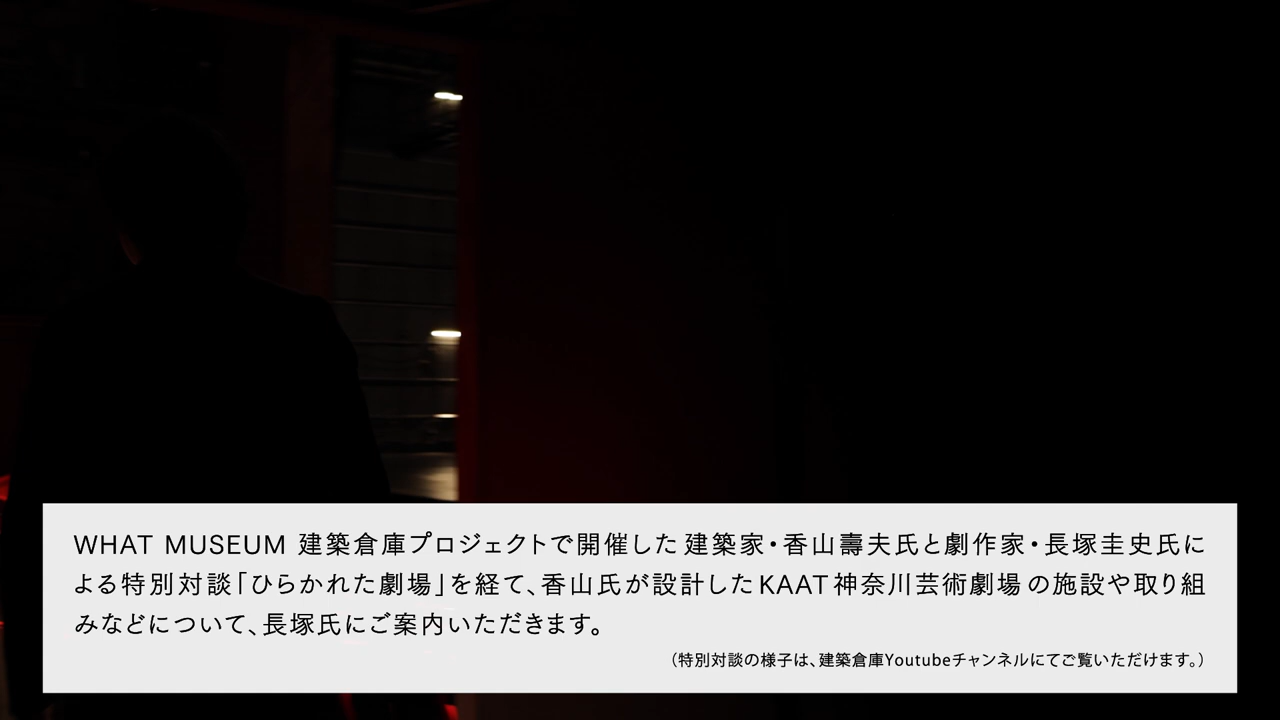 WHAT MUSEUM 建築倉庫プロジェクトで開催した建築家・香山壽夫氏と劇作家・長塚圭史氏に
よる特別対談「ひらかれた劇場」を経て、香山氏が設計したKAAT神奈川芸術劇場の施設や取り組
みなどについて、長塚氏にご案内いただきます。
（特別対談の様子は、建築倉庫Youtubeチャンネルにてご覧いただけます。）